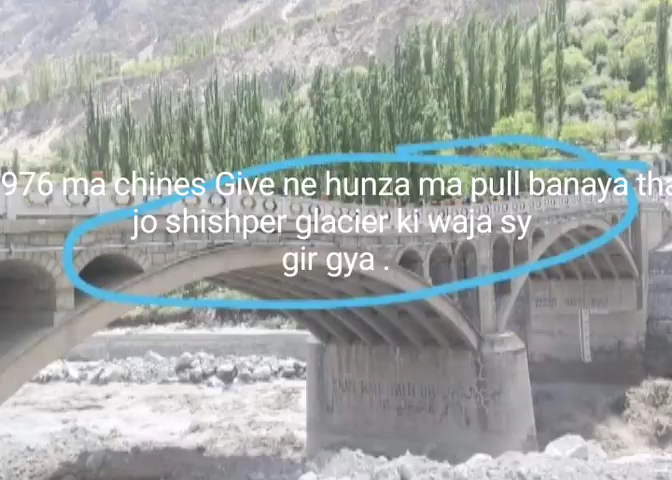 976 ma chines Give ne hunza ma pull banaya tha
jo shishper glacier ki waja sy
gir gya .